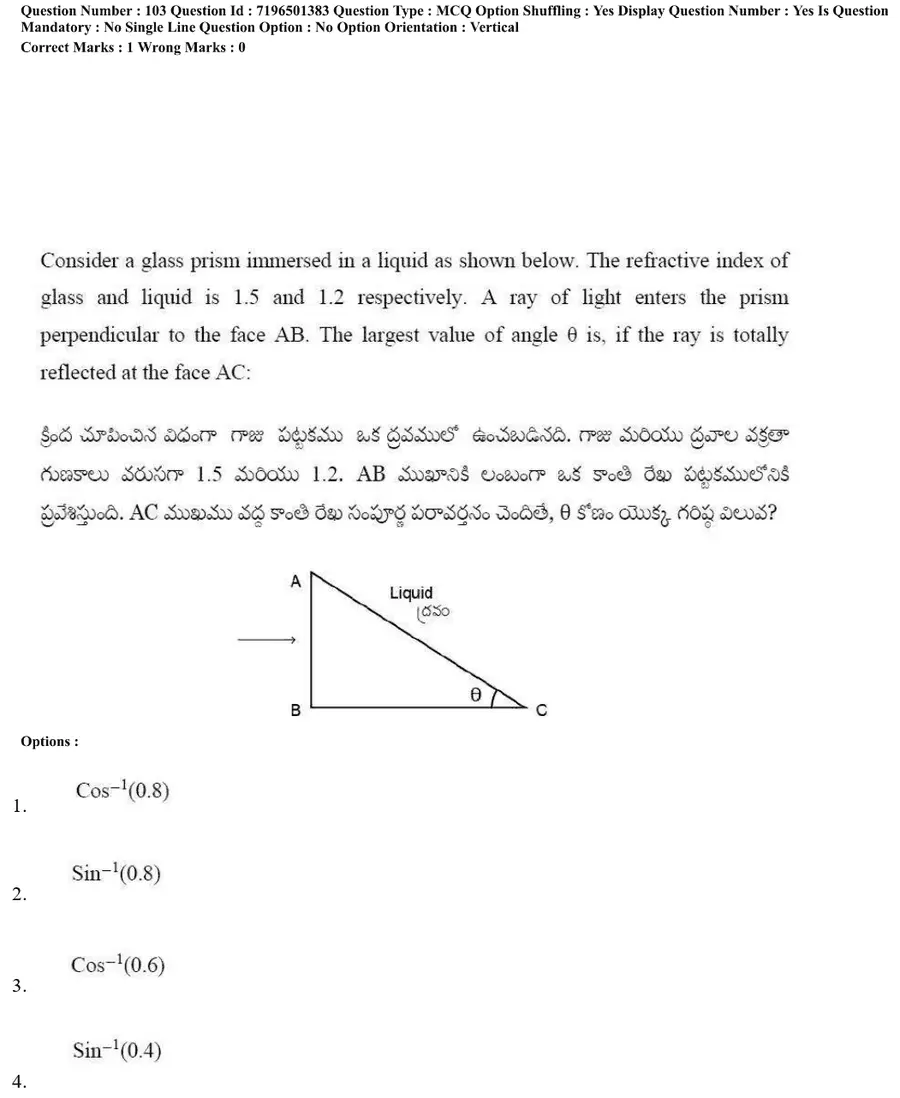 Question Number : 103 Question Id : 7196501383 Question Type : MCQ Option Shuffling : Yes Display Question Number : Yes Is Question
Mandatory : No Single Line Question Option : No Option Orientation : Vertical
Correct Marks : 1 Wrong Marks : 0
Consider a glass prism immersed in a liquid as shown below. The refractive index of
glass and liquid is 1.5 and 1.2 respectively. A ray of light enters the prism
perpendicular to the face AB. The largest value of angle θ is, if the ray is totally
reflected at the face AC:
క్రింద చూపించిన విధంగా గాజు పట్టకము ఒక ద్రవములో ఉంచబడినది. గాజు మరియు ద్రవాల వక్రతా
గుణకాలు వరుసగా 1.5 మరియు 1.2. AB ముఖానికి లంబంగా ఒక కాంతి రేఖ పట్టకములోనికి
ప్రవేశిస్తుంది. AC ముఖము వద్ద కాంతి రేఖ సంపూర్ణ పరావర్తనం చెందితే, θ కోణం యొక్క గరిష్ఠ విలువ?
A
Liquid
ద్రవం
θ
B
C
Options :
1. Cos⁻¹(0.8)
2. Sin⁻¹(0.8)
3. Cos⁻¹(0.6)
4. Sin⁻¹(0.4)